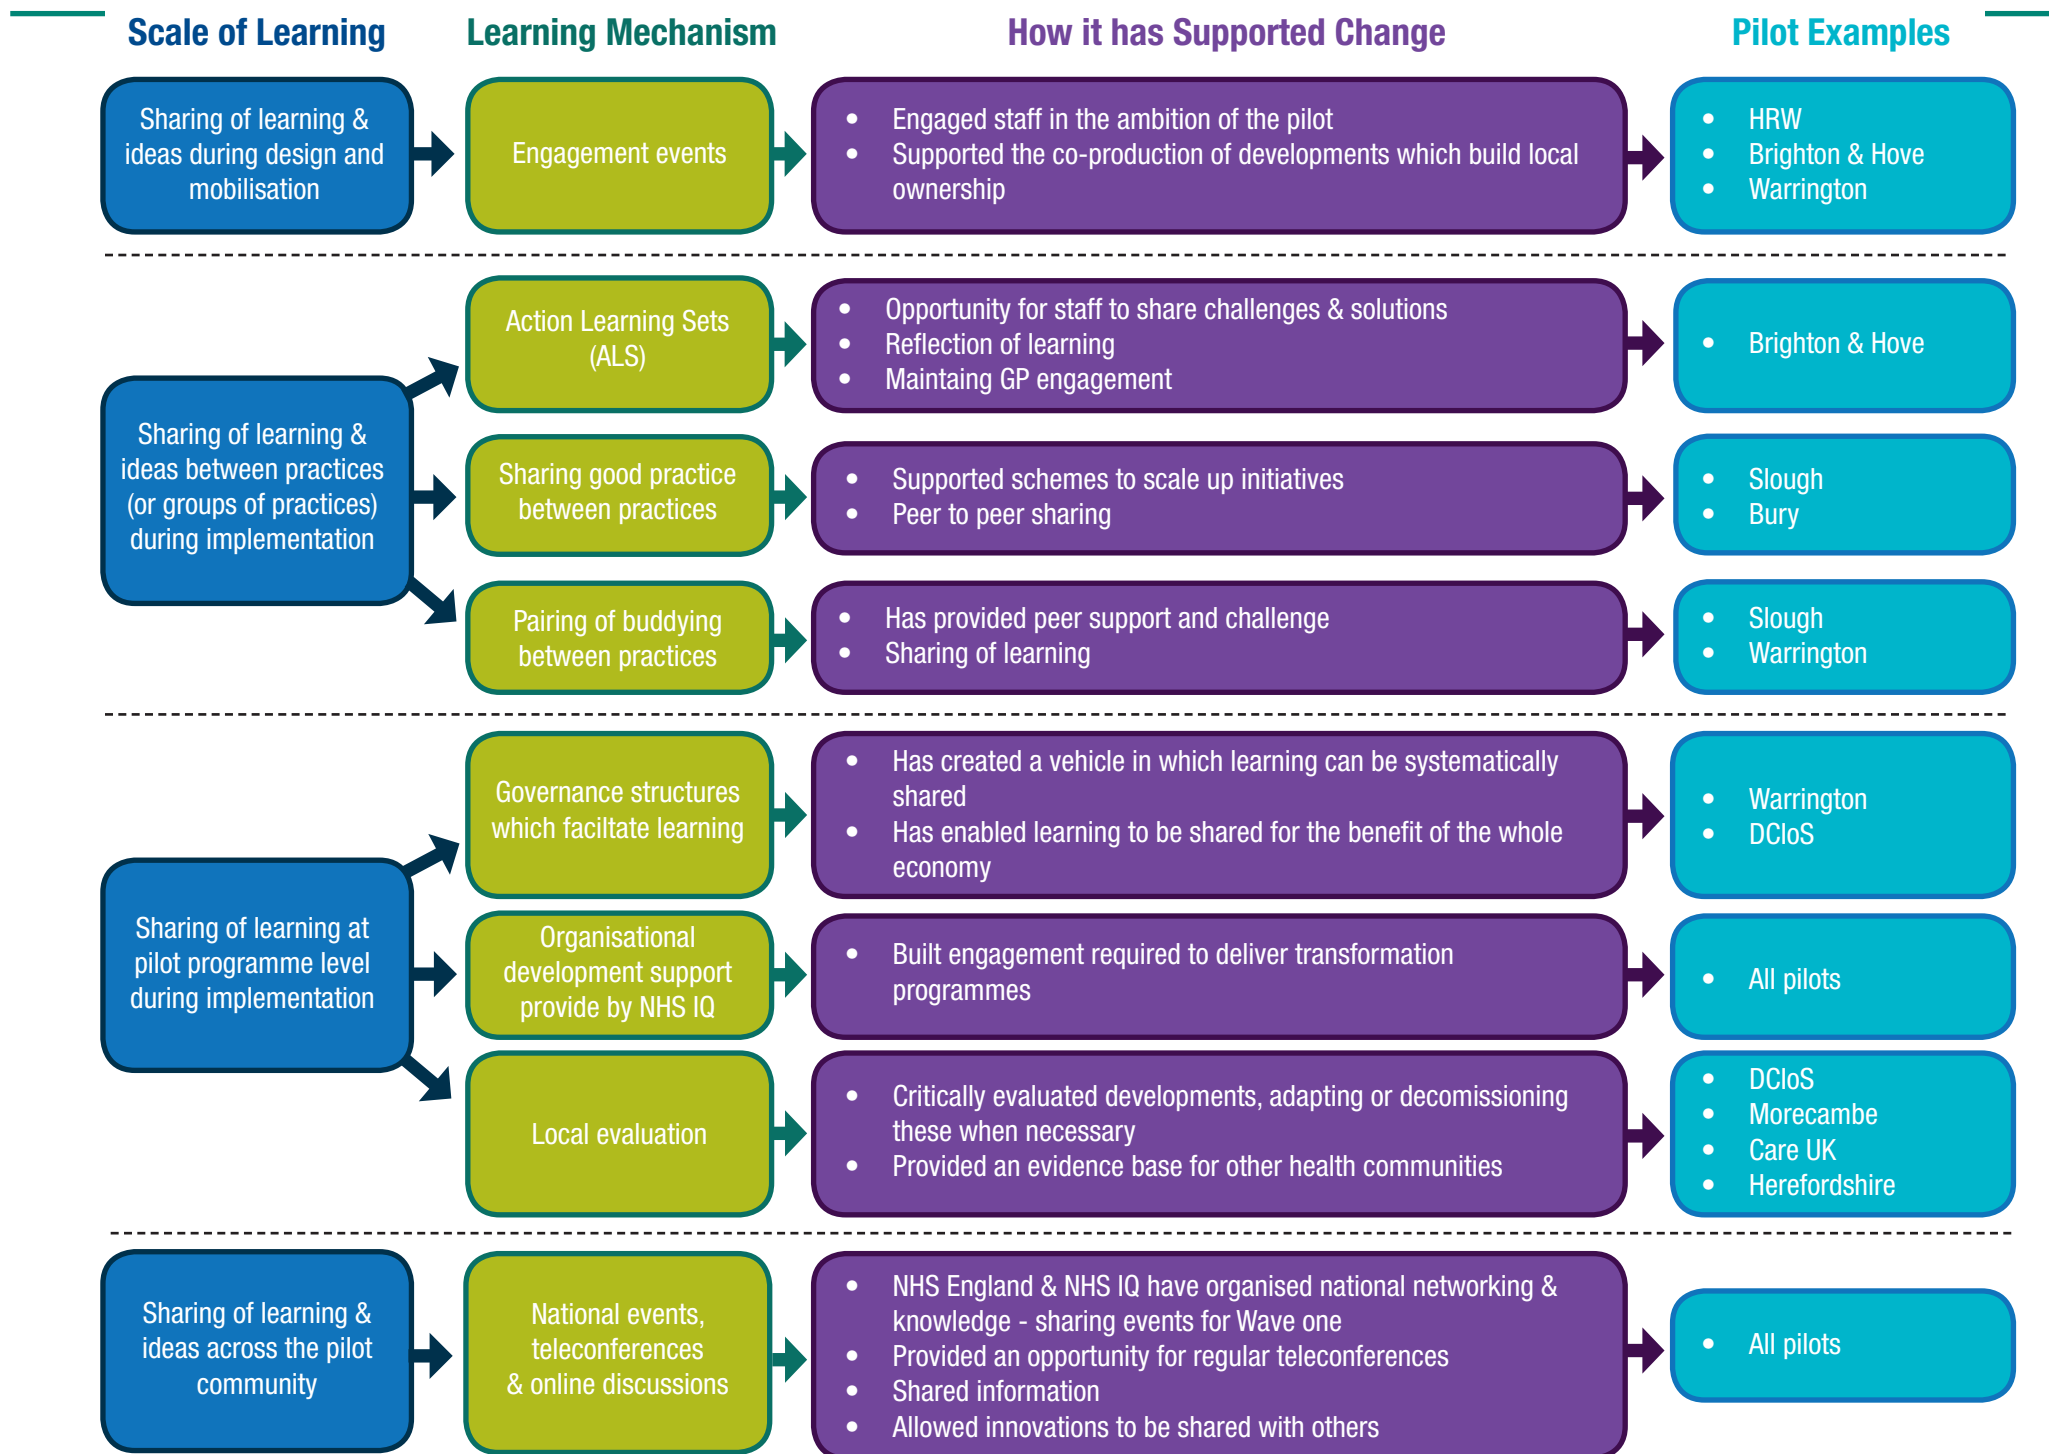 Scale of Learning
Learning Mechanism
How it has Supported Change
Pilot Examples
Sharing of learning &
ideas during design and
mobilisation
Engagement events
• Engaged staff in the ambition of the pilot
• Supported the co-production of developments which build local
ownership
• HRW
• Brighton & Hove
• Warrington
Sharing of learning &
ideas between practices
(or groups of practices)
during implementation
Action Learning Sets
(ALS)
• Opportunity for staff to share challenges & solutions
• Reflection of learning
• Maintaing GP engagement
• Brighton & Hove
Sharing good practice
between practices
• Supported schemes to scale up initiatives
• Peer to peer sharing
• Slough
• Bury
Pairing of buddying
between practices
• Has provided peer support and challenge
• Sharing of learning
• Slough
• Warrington
Sharing of learning at
pilot programme level
during implementation
Governance structures
which faciltate learning
• Has created a vehicle in which learning can be systematically
shared
• Has enabled learning to be shared for the benefit of the whole
economy
• Warrington
• DCIoS
Organisational
development support
provide by NHS IQ
• Built engagement required to deliver transformation
programmes
• All pilots
Local evaluation
• Critically evaluated developments, adapting or decomissioning
these when necessary
• Provided an evidence base for other health communities
• DCIoS
• Morecambe
• Care UK
• Herefordshire
Sharing of learning &
ideas across the pilot
community
National events,
teleconferences
& online discussions
• NHS England & NHS IQ have organised national networking &
knowledge - sharing events for Wave one
• Provided an opportunity for regular teleconferences
• Shared information
• Allowed innovations to be shared with others
• All pilots